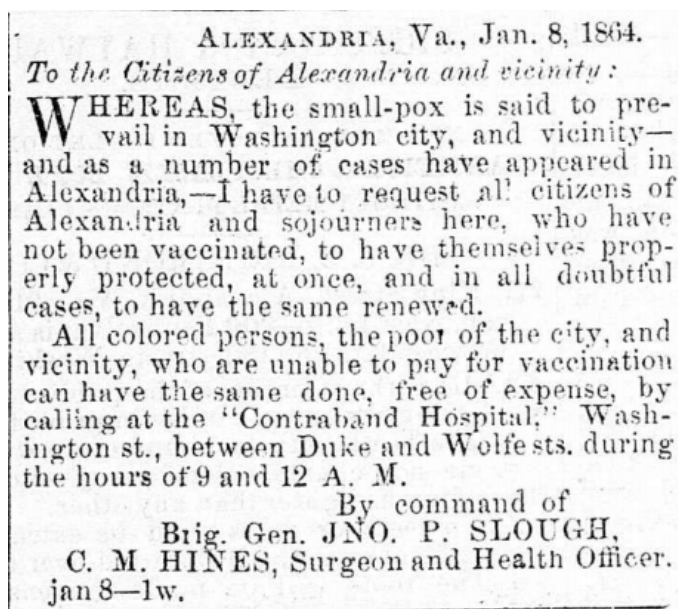 ALEXANDRIA, Va., Jan. 8, 1864.
To the Citizens of Alexandria and vicinity :
WHEREAS, the small-pox is said to pre-
vail in Washington city, and vicinity—
and as a number of cases have appeared in
Alexandria,—I have to request all citizens of
Alexandria and sojourners here, who have
not been vaccinated, to have themselves prop-
erly protected, at once, and in all doubtful
cases, to have the same renewed.
All colored persons, the poor of the city, and
vicinity, who are unable to pay for vaccination
can have the same done, free of expense, by
calling at the "Contraband Hospital," Wash-
ington st., between Duke and Wolfe sts. during
the hours of 9 and 12 A. M.
By command of
Brig. Gen. JNO. P. SLOUGH,
C. M. HINES, Surgeon and Health Officer.
jan 8—1w.